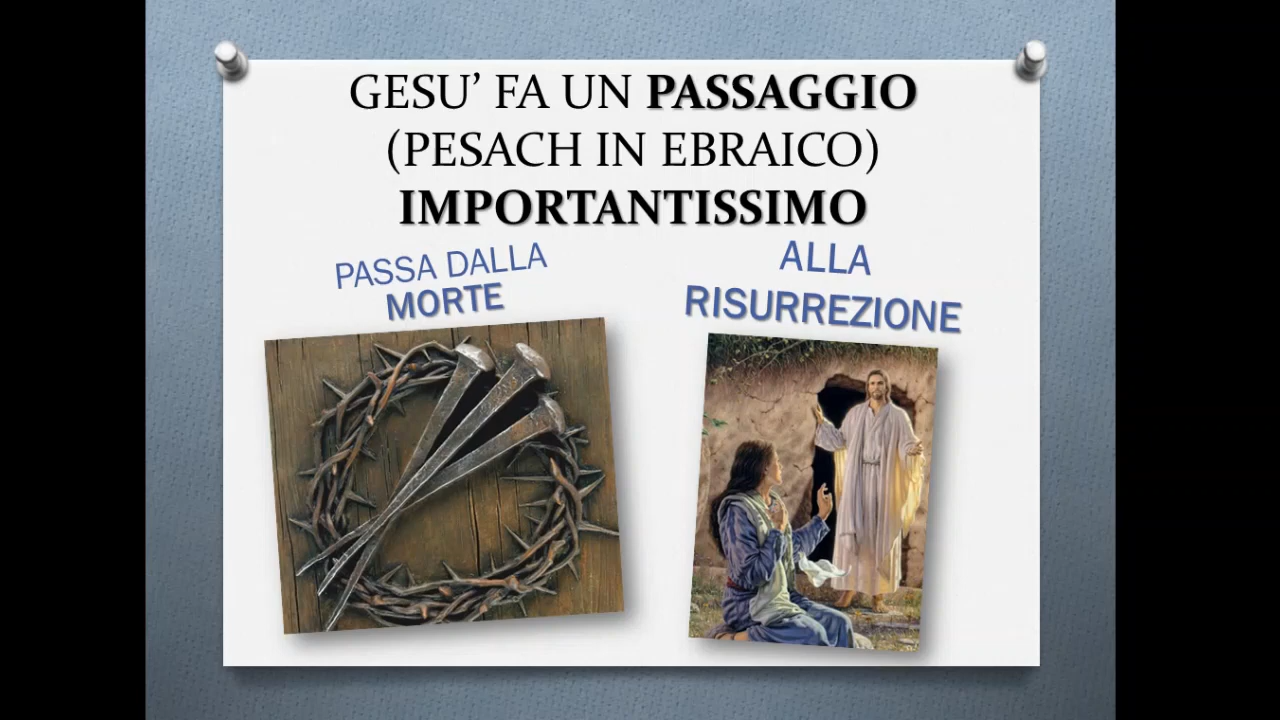 GESU’ FA UN PASSAGGIO
(PESACH IN EBRAICO)
IMPORTANTISSIMO
PASSA DALLA
MORTE
ALLA
RISURREZIONE